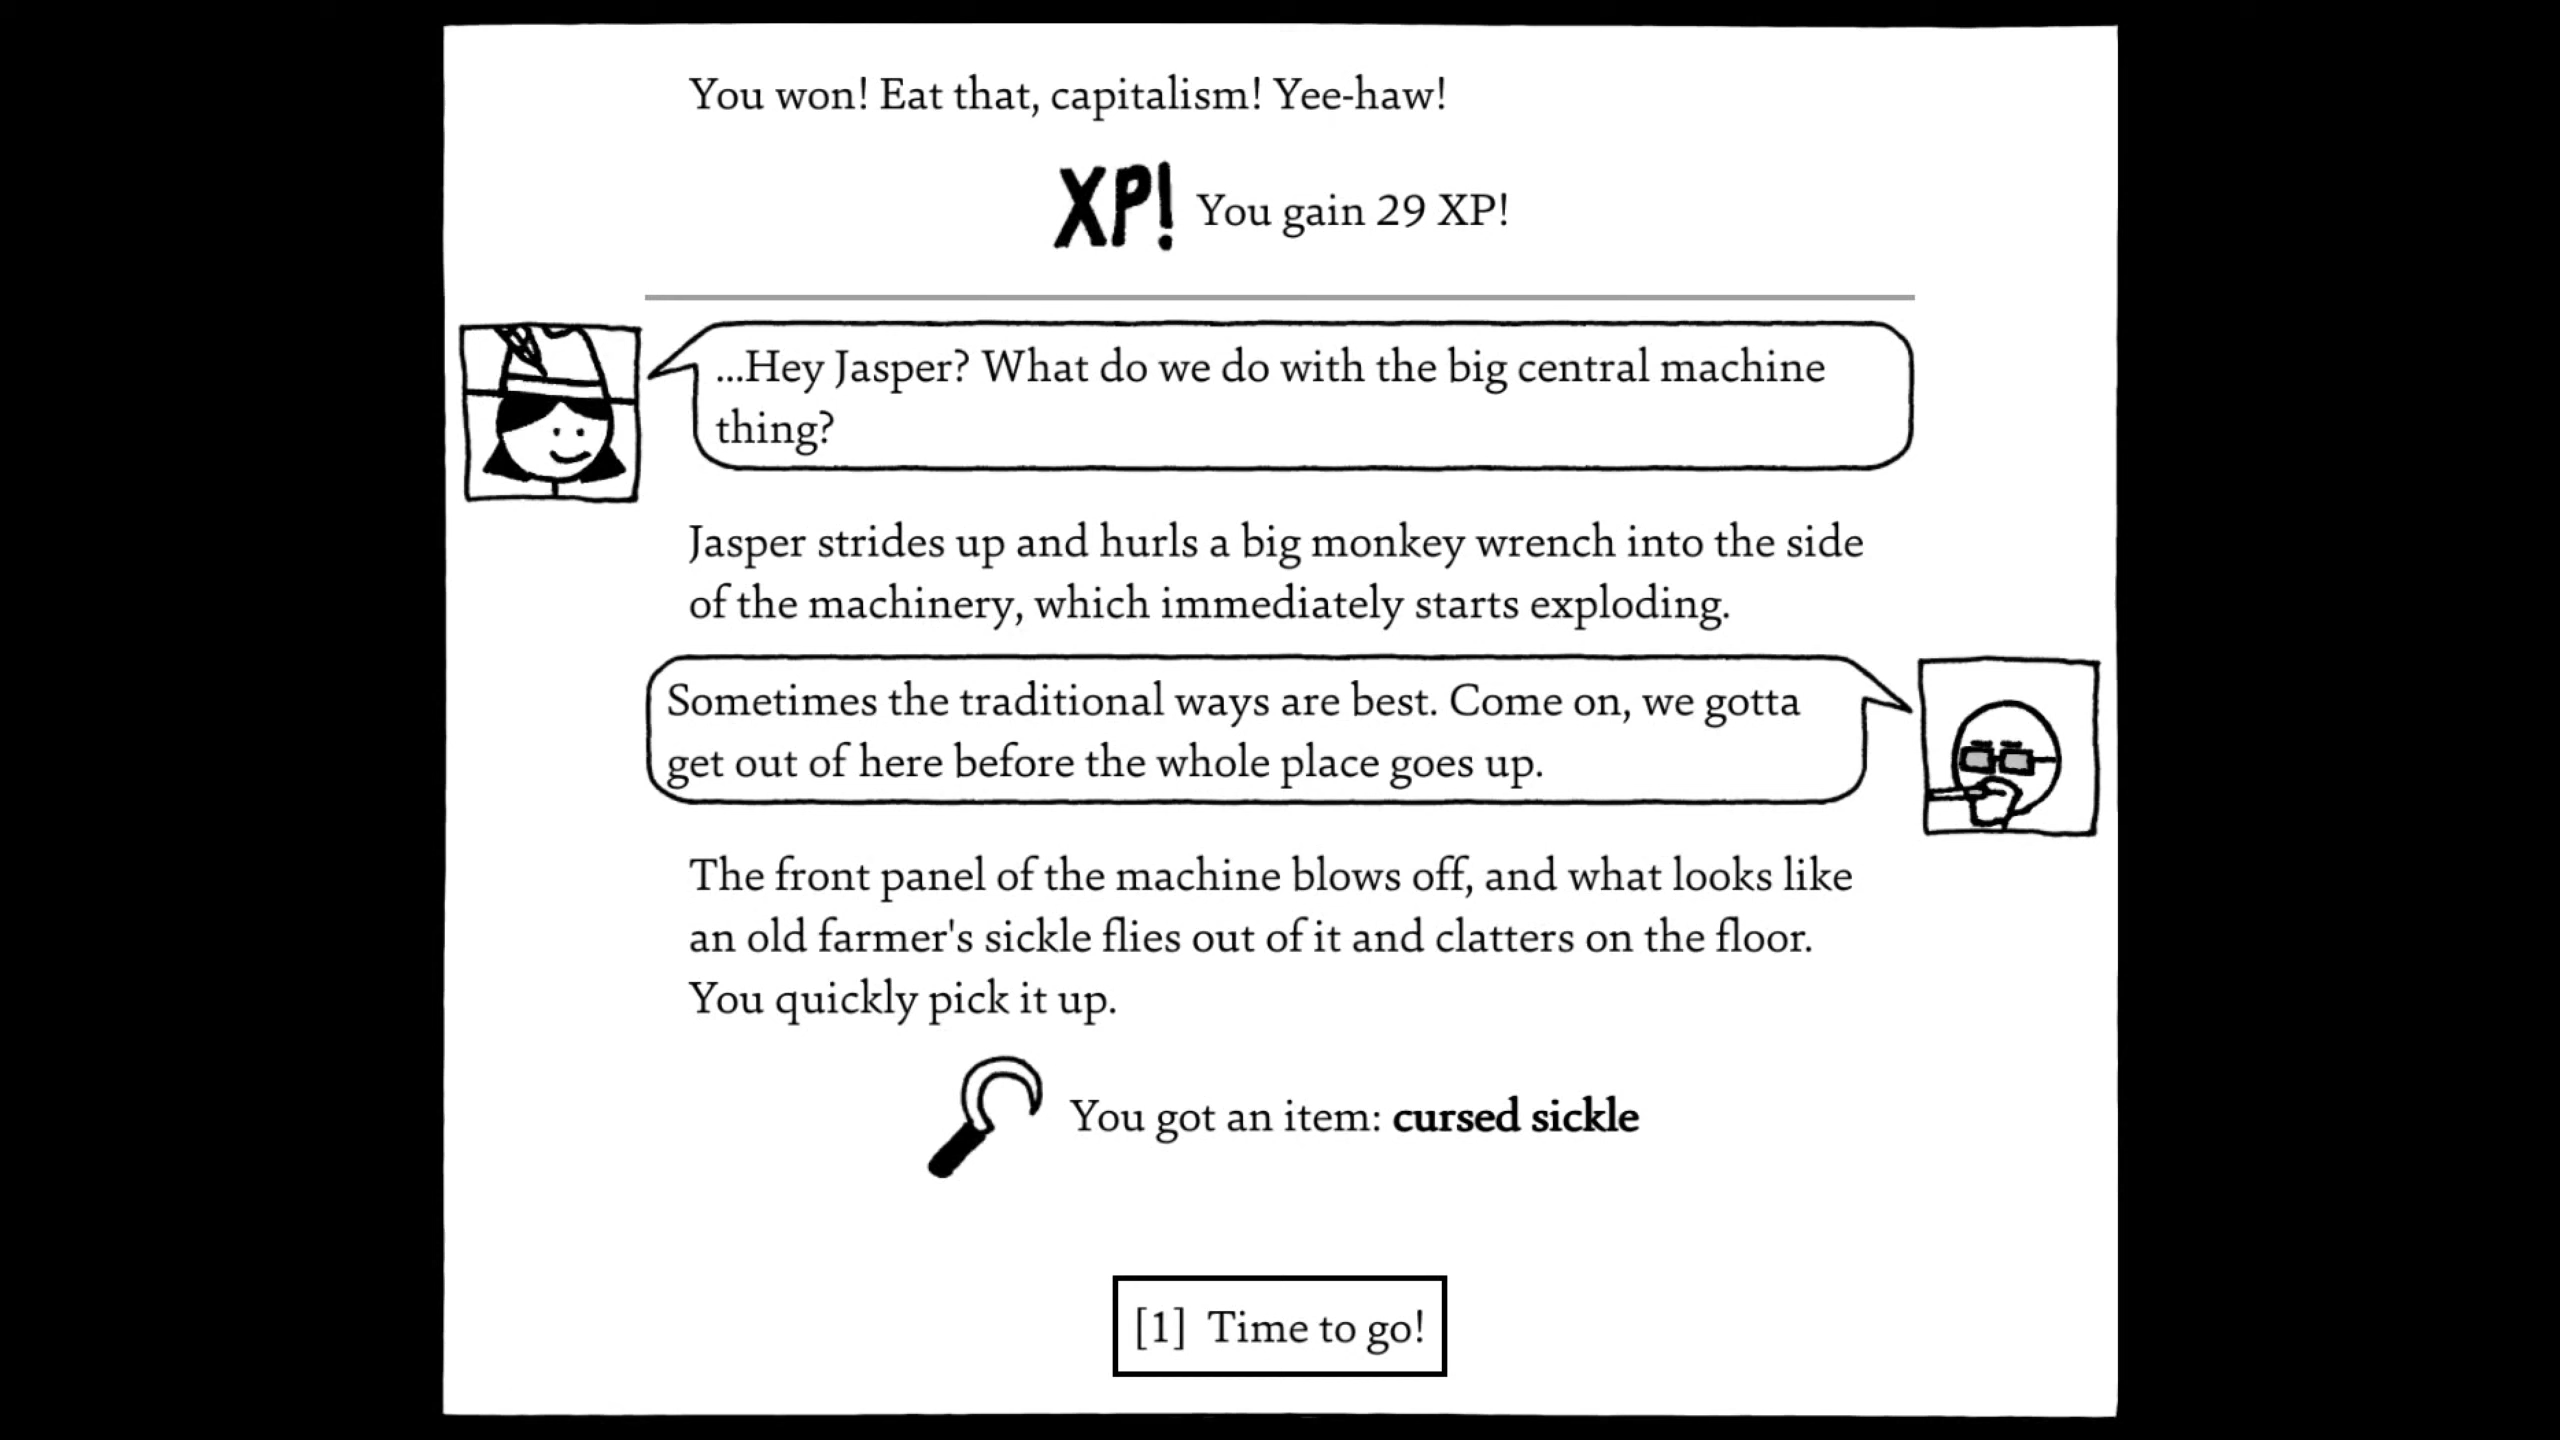 You won! Eat that, capitalism! Yee-haw!
XP! You gain 29 XP!
...Hey Jasper? What do we do with the big central machine
thing?
Jasper strides up and hurls a big monkey wrench into the side
of the machinery, which immediately starts exploding.
Sometimes the traditional ways are best. Come on, we gotta
get out of here before the whole place goes up.
The front panel of the machine blows off, and what looks like
an old farmer's sickle flies out of it and clatters on the floor.
You quickly pick it up.
You got an item: cursed sickle
[1] Time to go!